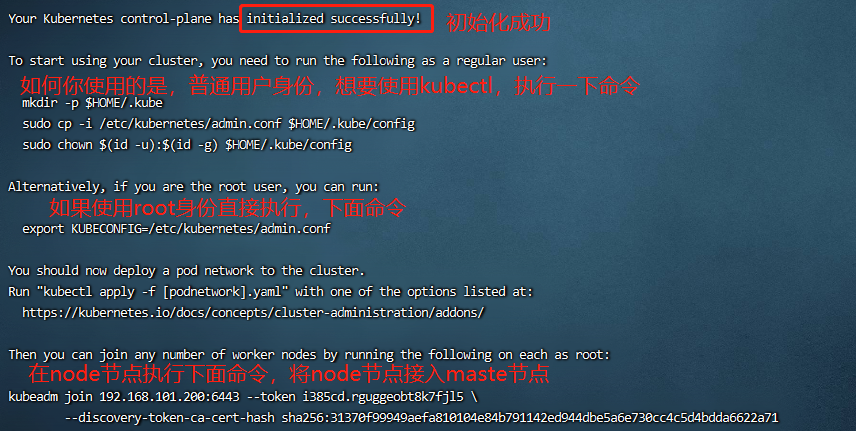 Your Kubernetes control-plane has initialized successfully! 初始化成功
To start using your cluster, you need to run the following as a regular user:
如何你使用的是，普通用户身份，想要使用kubectl，执行一下命令
mkdir -p $HOME/.kube
sudo cp -i /etc/kubernetes/admin.conf $HOME/.kube/config
sudo chown $(id -u):$(id -g) $HOME/.kube/config
Alternatively, if you are the root user, you can run:
如果使用root身份直接执行，下面命令
export KUBECONFIG=/etc/kubernetes/admin.conf
You should now deploy a pod network to the cluster.
Run "kubectl apply -f [podnetwork].yaml" with one of the options listed at:
https://kubernetes.io/docs/concepts/cluster-administration/addons/
Then you can join any number of worker nodes by running the following on each as root:
在node节点执行下面命令，将node节点接入maste节点
kubeadm join 192.168.101.200:6443 --token i385cd.rguggeobt8k7fjl5 \
--discovery-token-ca-cert-hash sha256:31370f99949aefa810104e84b791142ed944dbe5a6e730cc4c5d4bdda6622a71